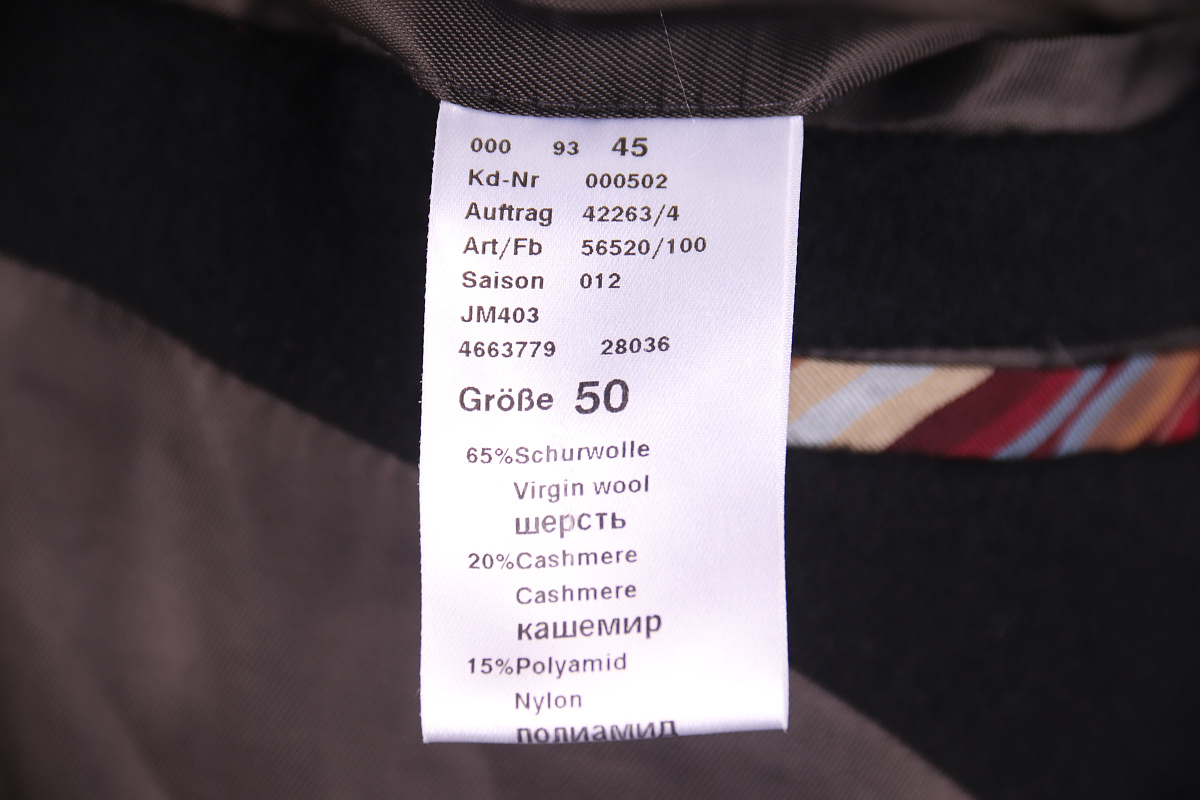 000 93 45
Kd-Nr 000502
Auftrag 42263/4
Art/Fb 56520/100
Saison 012
JM403
4663779 28036
Größe 50
65%Schurwolle
Virgin wool
шерсть
20%Cashmere
Cashmere
кашемир
15%Polyamid
Nylon
полиамид